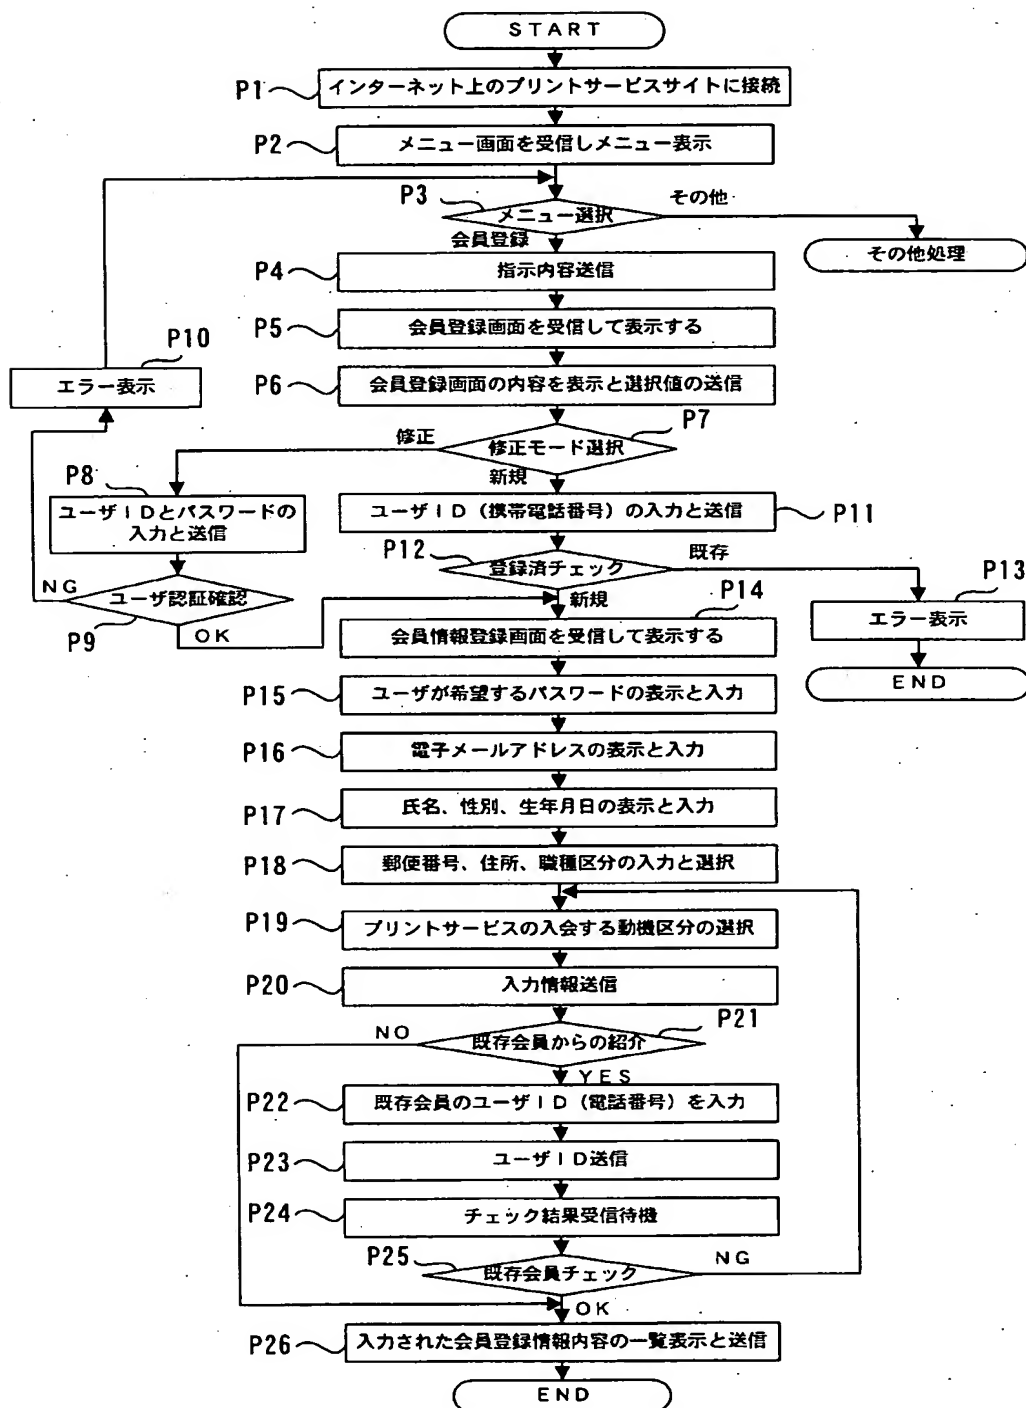 START
P1
インターネット上のプリントサービスサイトに接続
P2
メニュー画面を受信しメニュー表示
P3
メニュー選択
その他
その他処理
会員登録
P4
指示内容送信
P5
会員登録画面を受信して表示する
P10
エラー表示
P6
会員登録画面の内容を表示と選択値の送信
P7
修正モード選択
修正
新規
P8
ユーザIDとパスワードの
入力と送信
P11
ユーザID(携帯電話番号)の入力と送信
P12
登録済チェック
既存
P13
エラー表示
END
NG
ユーザ認証確認
P9
OK
新規
P14
会員情報登録画面を受信して表示する
P15
ユーザが希望するパスワードの表示と入力
P16
電子メールアドレスの表示と入力
P17
氏名、性別、生年月日の表示と入力
P18
郵便番号、住所、職種区分の入力と選択
P19
プリントサービスの入会する動機区分の選択
P20
入力情報送信
P21
既存会員からの紹介
NO
YES
P22
既存会員のユーザID(電話番号)を入力
P23
ユーザID送信
P24
チェック結果受信待機
P25
既存会員チェック
NG
OK
P26
入力された会員登録情報内容の一覧表示と送信
END